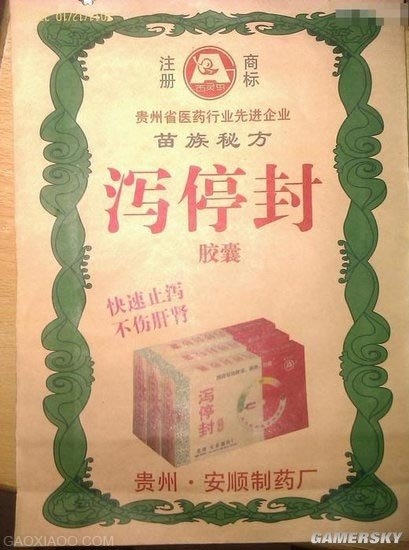 注册
商标
贵州省医药行业先进企业
苗族秘方
泻停封
胶囊
快速止泻
不伤肝肾
泻停封
贵州·安顺制药厂
GAOXIAOO.COM
GAMERSKY